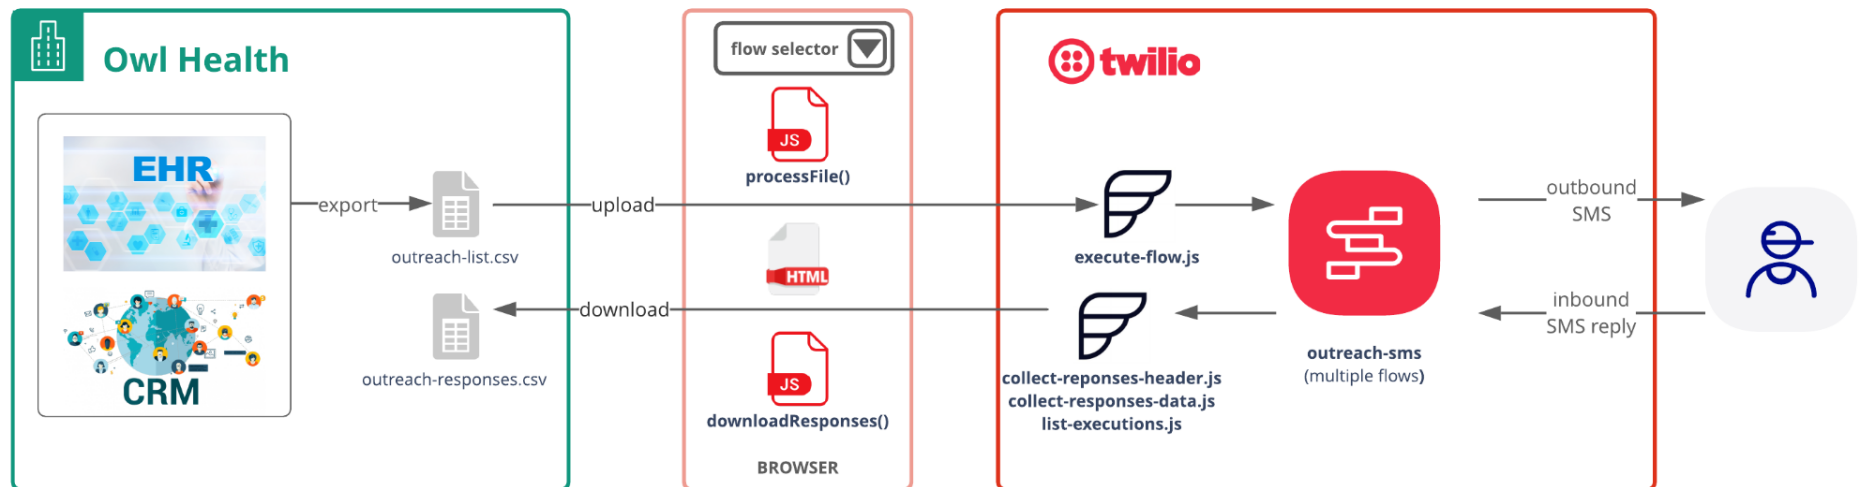 Owl Health
EHR
CRM
export
outreach-list.csv
outreach-responses.csv
upload
download
flow selector
JS
processFile()
HTML
JS
downloadResponses()
BROWSER
twilio
execute-flow.js
collect-reponses-header.js
collect-responses-data.js
list-executions.js
outreach-sms
(multiple flows)
outbound
SMS
inbound
SMS reply